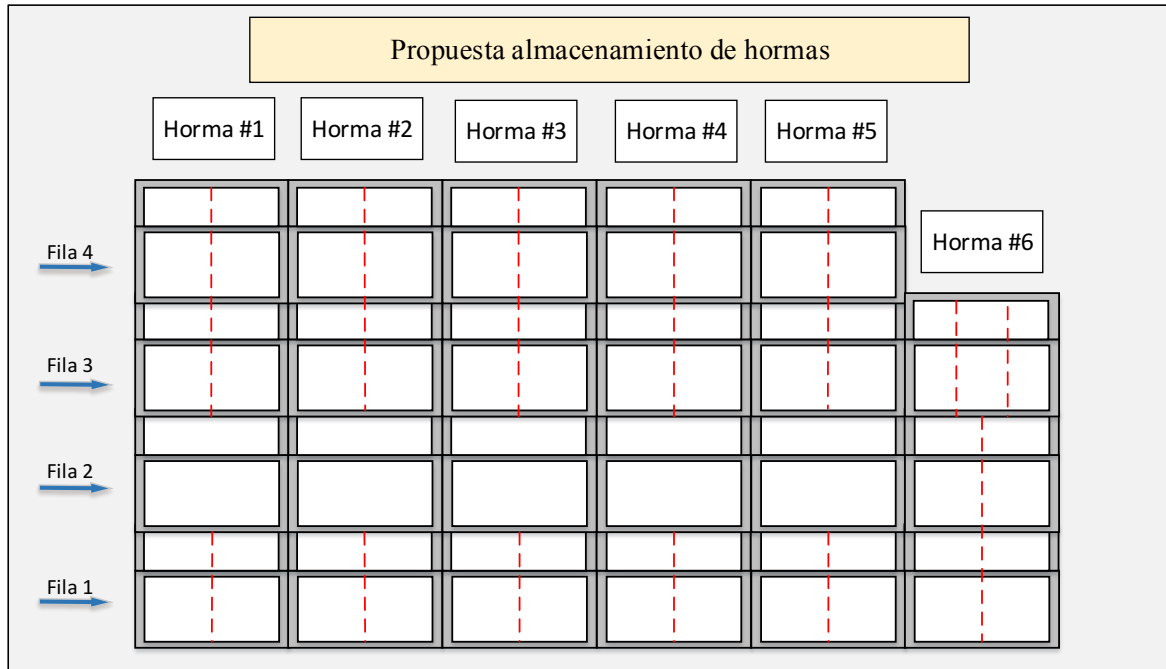 Propuesta almacenamiento de hormas
Horma #1
Horma #2
Horma #3
Horma #4
Horma #5
Horma #6
Fila 4
Fila 3
Fila 2
Fila 1